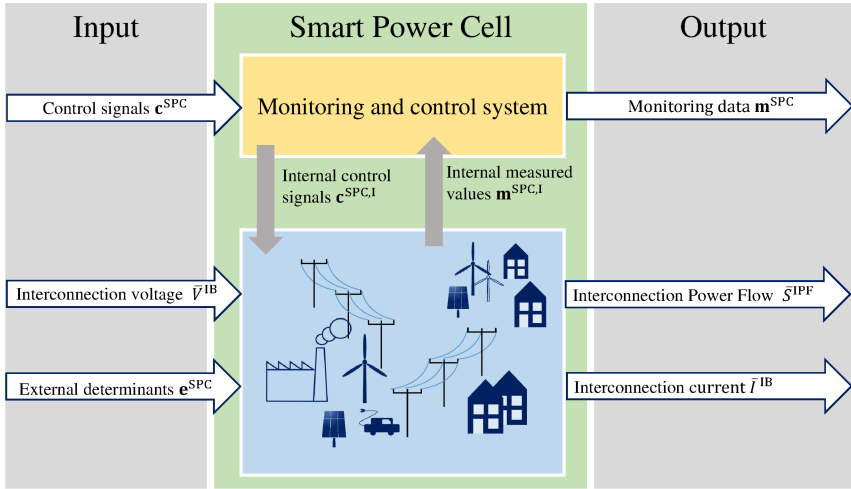 Input
Smart Power Cell
Output
Control signals c^SPC
Monitoring and control system
Monitoring data m^SPC
Internal control
signals c^SPC,I
Internal measured
values m^SPC,I
Interconnection voltage V̄^IB
Interconnection Power Flow S̄^IPF
External determinants e^SPC
Interconnection current Ī^IB